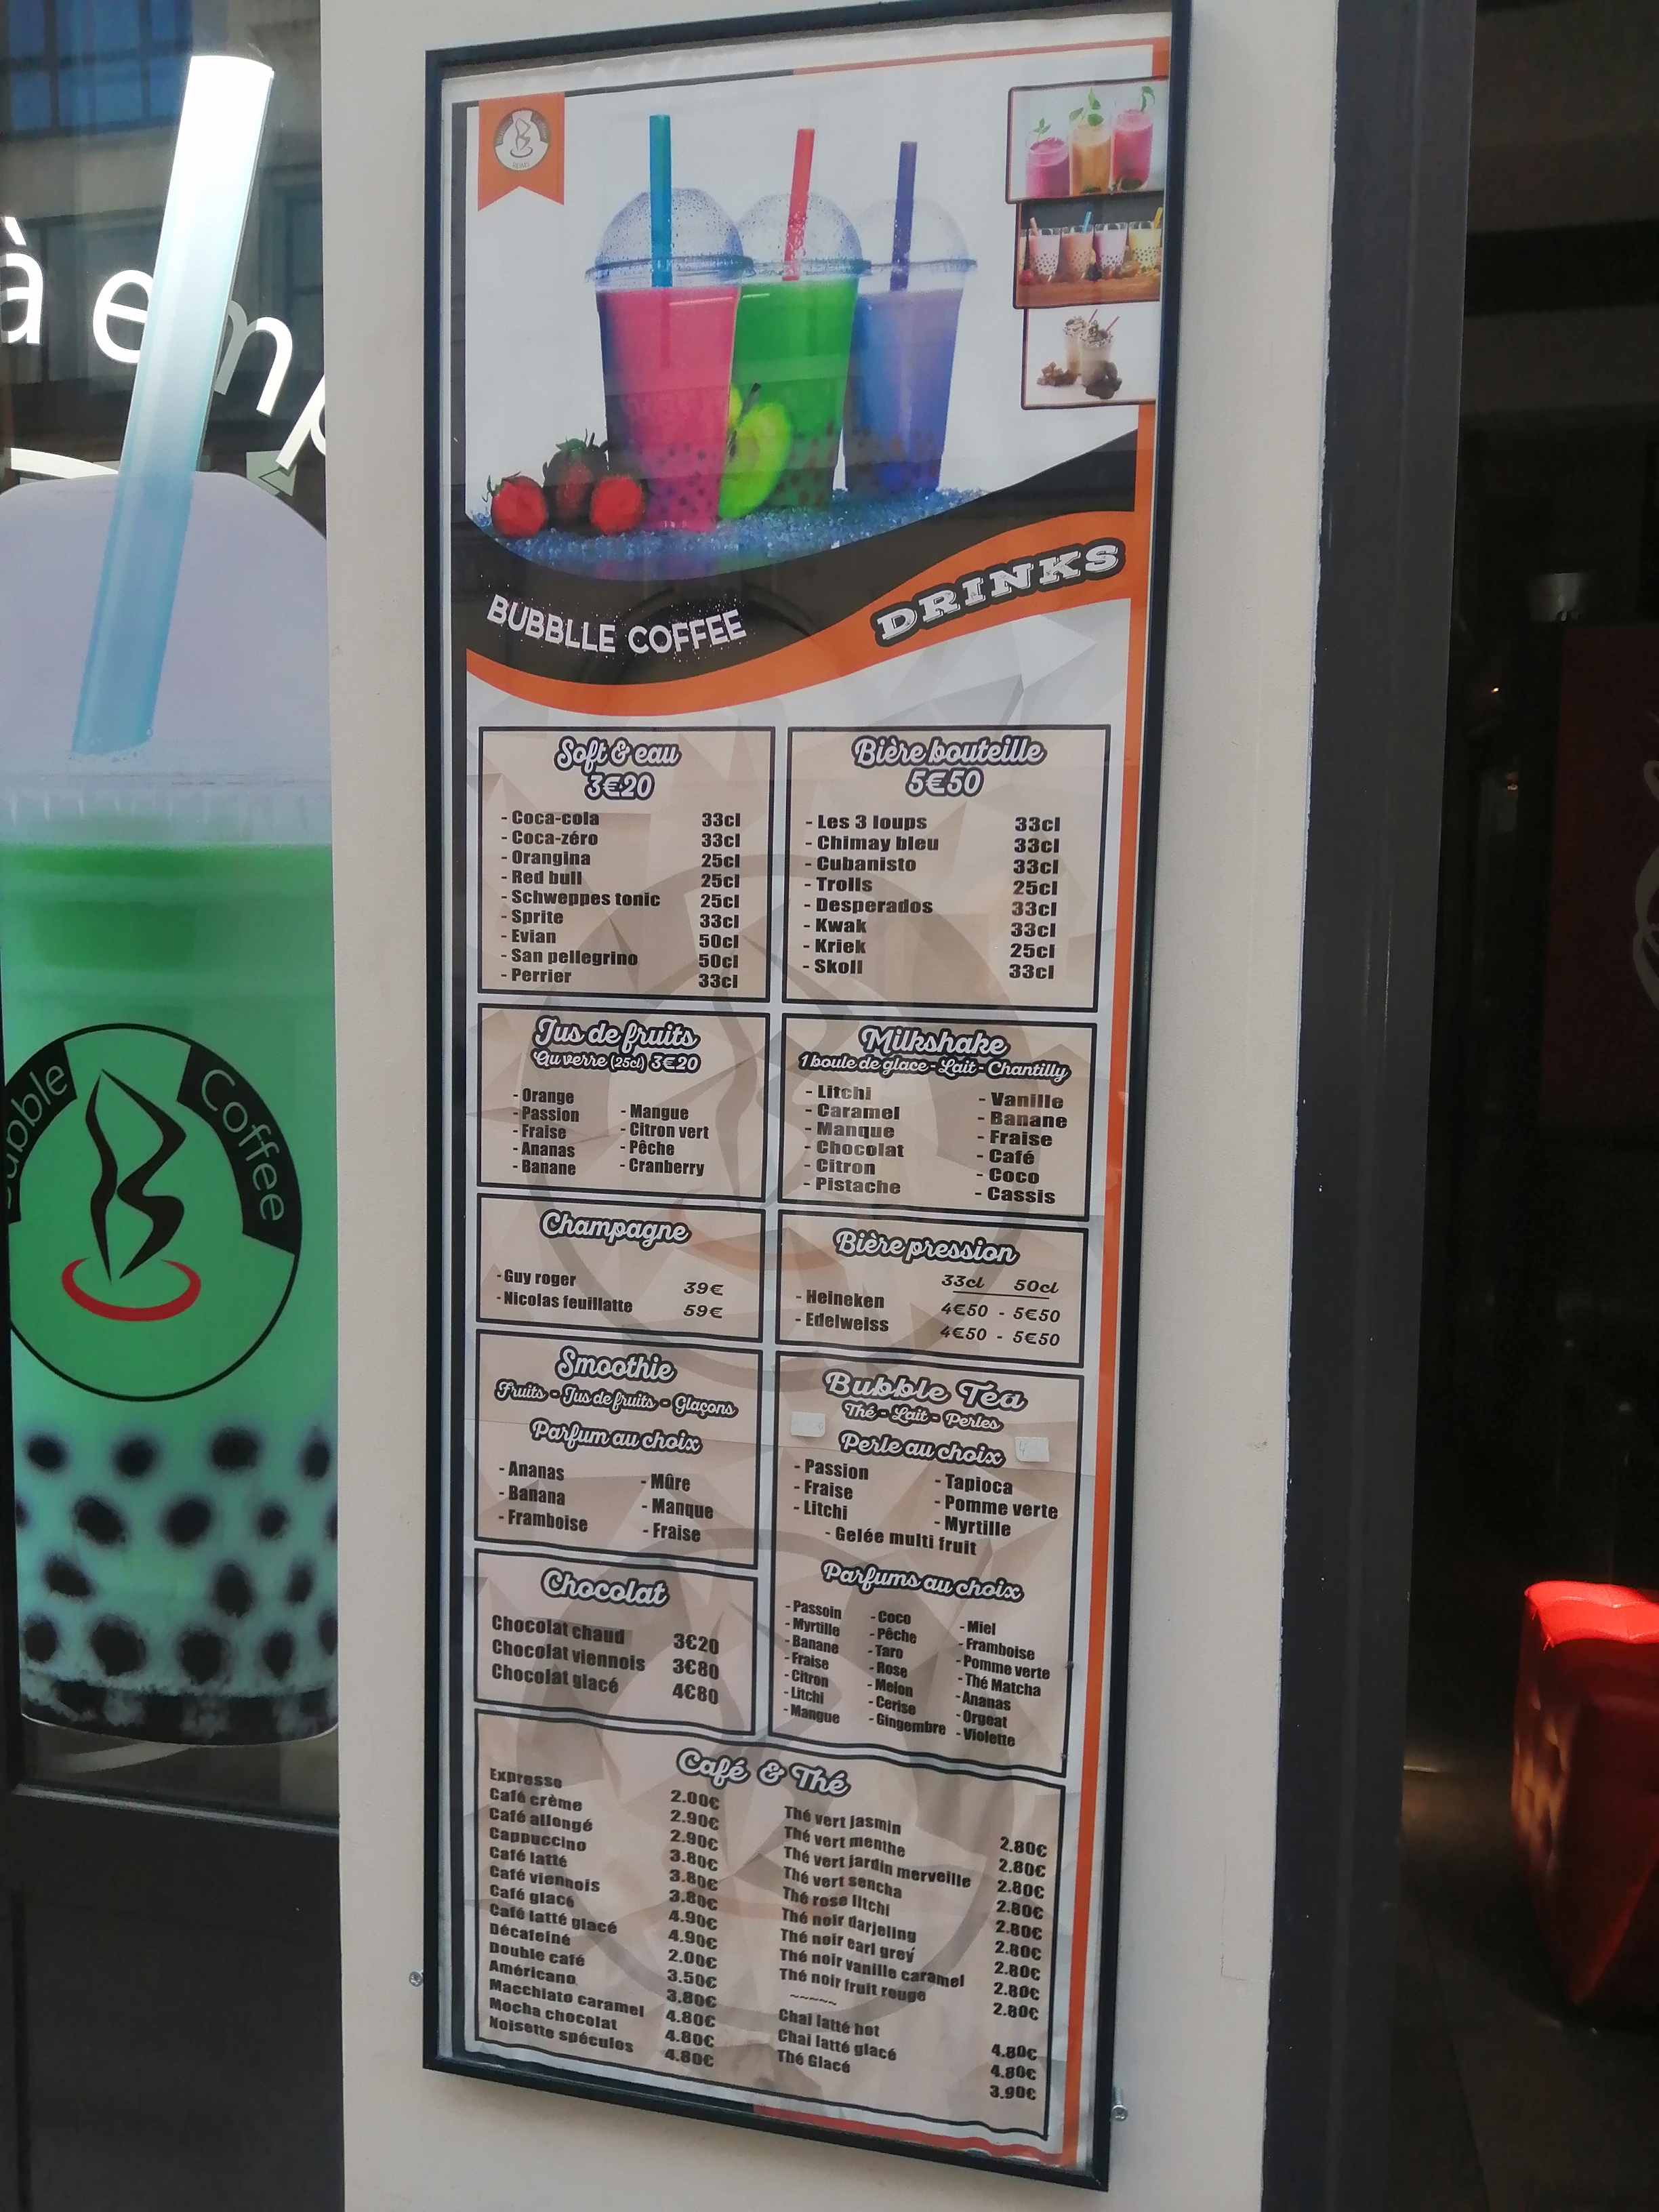 à emp
Bubble Coffee
BUBBLLE COFFEE
DRINKS
Soft & eau
3€20
- Coca-cola 33cl
- Coca-zéro 33cl
- Orangina 25cl
- Red bull 25cl
- Schweppes tonic 25cl
- Sprite 33cl
- Evian 50cl
- San pellegrino 50cl
- Perrier 33cl
Bière bouteille
5€50
- Les 3 loups 33cl
- Chimay bleu 33cl
- Cubanisto 33cl
- Trolls 25cl
- Desperados 33cl
- Kwak 33cl
- Kriek 25cl
- Skoll 33cl
Jus de fruits
Au verre (25cl) 3€20
- Orange
- Passion
- Fraise
- Ananas
- Banane
- Mangue
- Citron vert
- Pêche
- Cranberry
Milkshake
1 boule de glace - Lait - Chantilly
- Litchi
- Caramel
- Manque
- Chocolat
- Citron
- Pistache
- Vanille
- Banane
- Fraise
- Café
- Coco
- Cassis
Champagne
- Guy roger 39€
- Nicolas feuillatte 59€
Bière pression
33cl 50cl
- Heineken 4€50 - 5€50
- Edelweiss 4€50 - 5€50
Smoothie
Fruits - Jus de fruits - Glaçons
Parfum au choix
- Ananas
- Banana
- Framboise
- Mûre
- Manque
- Fraise
Bubble Tea
Thé - Lait - Perles
Perle au choix
- Passion
- Fraise
- Litchi
- Tapioca
- Pomme verte
- Myrtille
- Gelée multi fruit
Parfums au choix
- Passoin
- Myrtille
- Banane
- Fraise
- Citron
- Litchi
- Mangue
- Coco
- Pêche
- Taro
- Rose
- Melon
- Cerise
- Gingembre
- Miel
- Framboise
- Pomme verte
- Thé Matcha
- Ananas
- Orgeat
- Violette
Chocolat
Chocolat chaud 3€20
Chocolat viennois 3€80
Chocolat glacé 4€80
Café & Thé
Expresso 2.00€
Café crème 2.90€
Café allongé 2.90€
Cappuccino 3.80€
Café latté 3.80€
Café viennois 3.80€
Café glacé 4.90€
Café latté glacé 4.90€
Décafeiné 2.00€
Double café 3.50€
Américano 3.80€
Macchiato caramel 4.80€
Mocha chocolat 4.80€
Noisette spéculos 4.80€
Thé vert jasmin 2.80€
Thé vert menthe 2.80€
Thé vert jardin merveille 2.80€
Thé vert sencha 2.80€
Thé rose litchi 2.80€
Thé noir darjeling 2.80€
Thé noir earl grey 2.80€
Thé noir vanille caramel 2.80€
Thé noir fruit rouge 2.80€
~~~~~
Chai latté hot 4.80€
Chai latté glacé 4.80€
Thé Glacé 3.90€